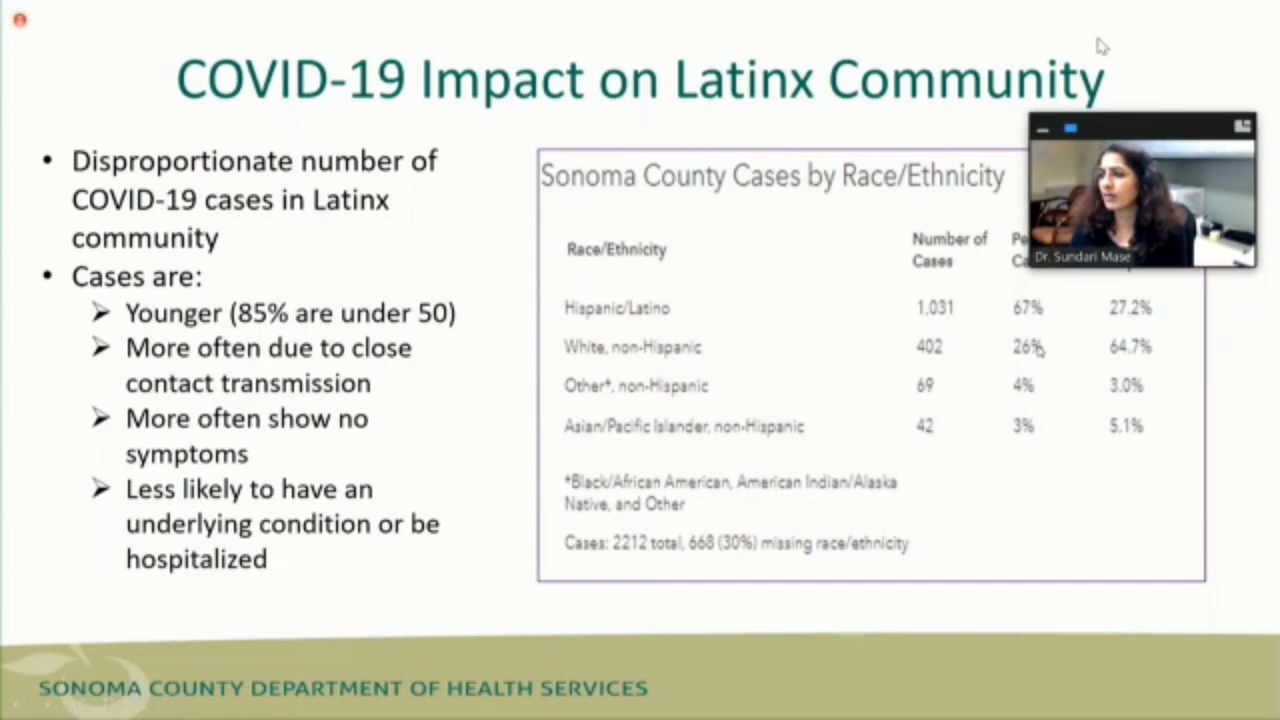 COVID-19 Impact on Latinx Community
• Disproportionate number of
COVID-19 cases in Latinx
community
• Cases are:
➢ Younger (85% are under 50)
➢ More often due to close
contact transmission
➢ More often show no
symptoms
➢ Less likely to have an
underlying condition or be
hospitalized
Sonoma County Cases by Race/Ethnicity
Race/Ethnicity
Number of
Cases
Hispanic/Latino 1,031 67% 27.2%
White, non-Hispanic 402 26% 64.7%
Other*, non-Hispanic 69 4% 3.0%
Asian/Pacific Islander, non-Hispanic 42 3% 5.1%
*Black/African American, American Indian/Alaska
Native, and Other
Cases: 2212 total, 668 (30%) missing race/ethnicity
Dr. Sundari Mase
SONOMA COUNTY DEPARTMENT OF HEALTH SERVICES